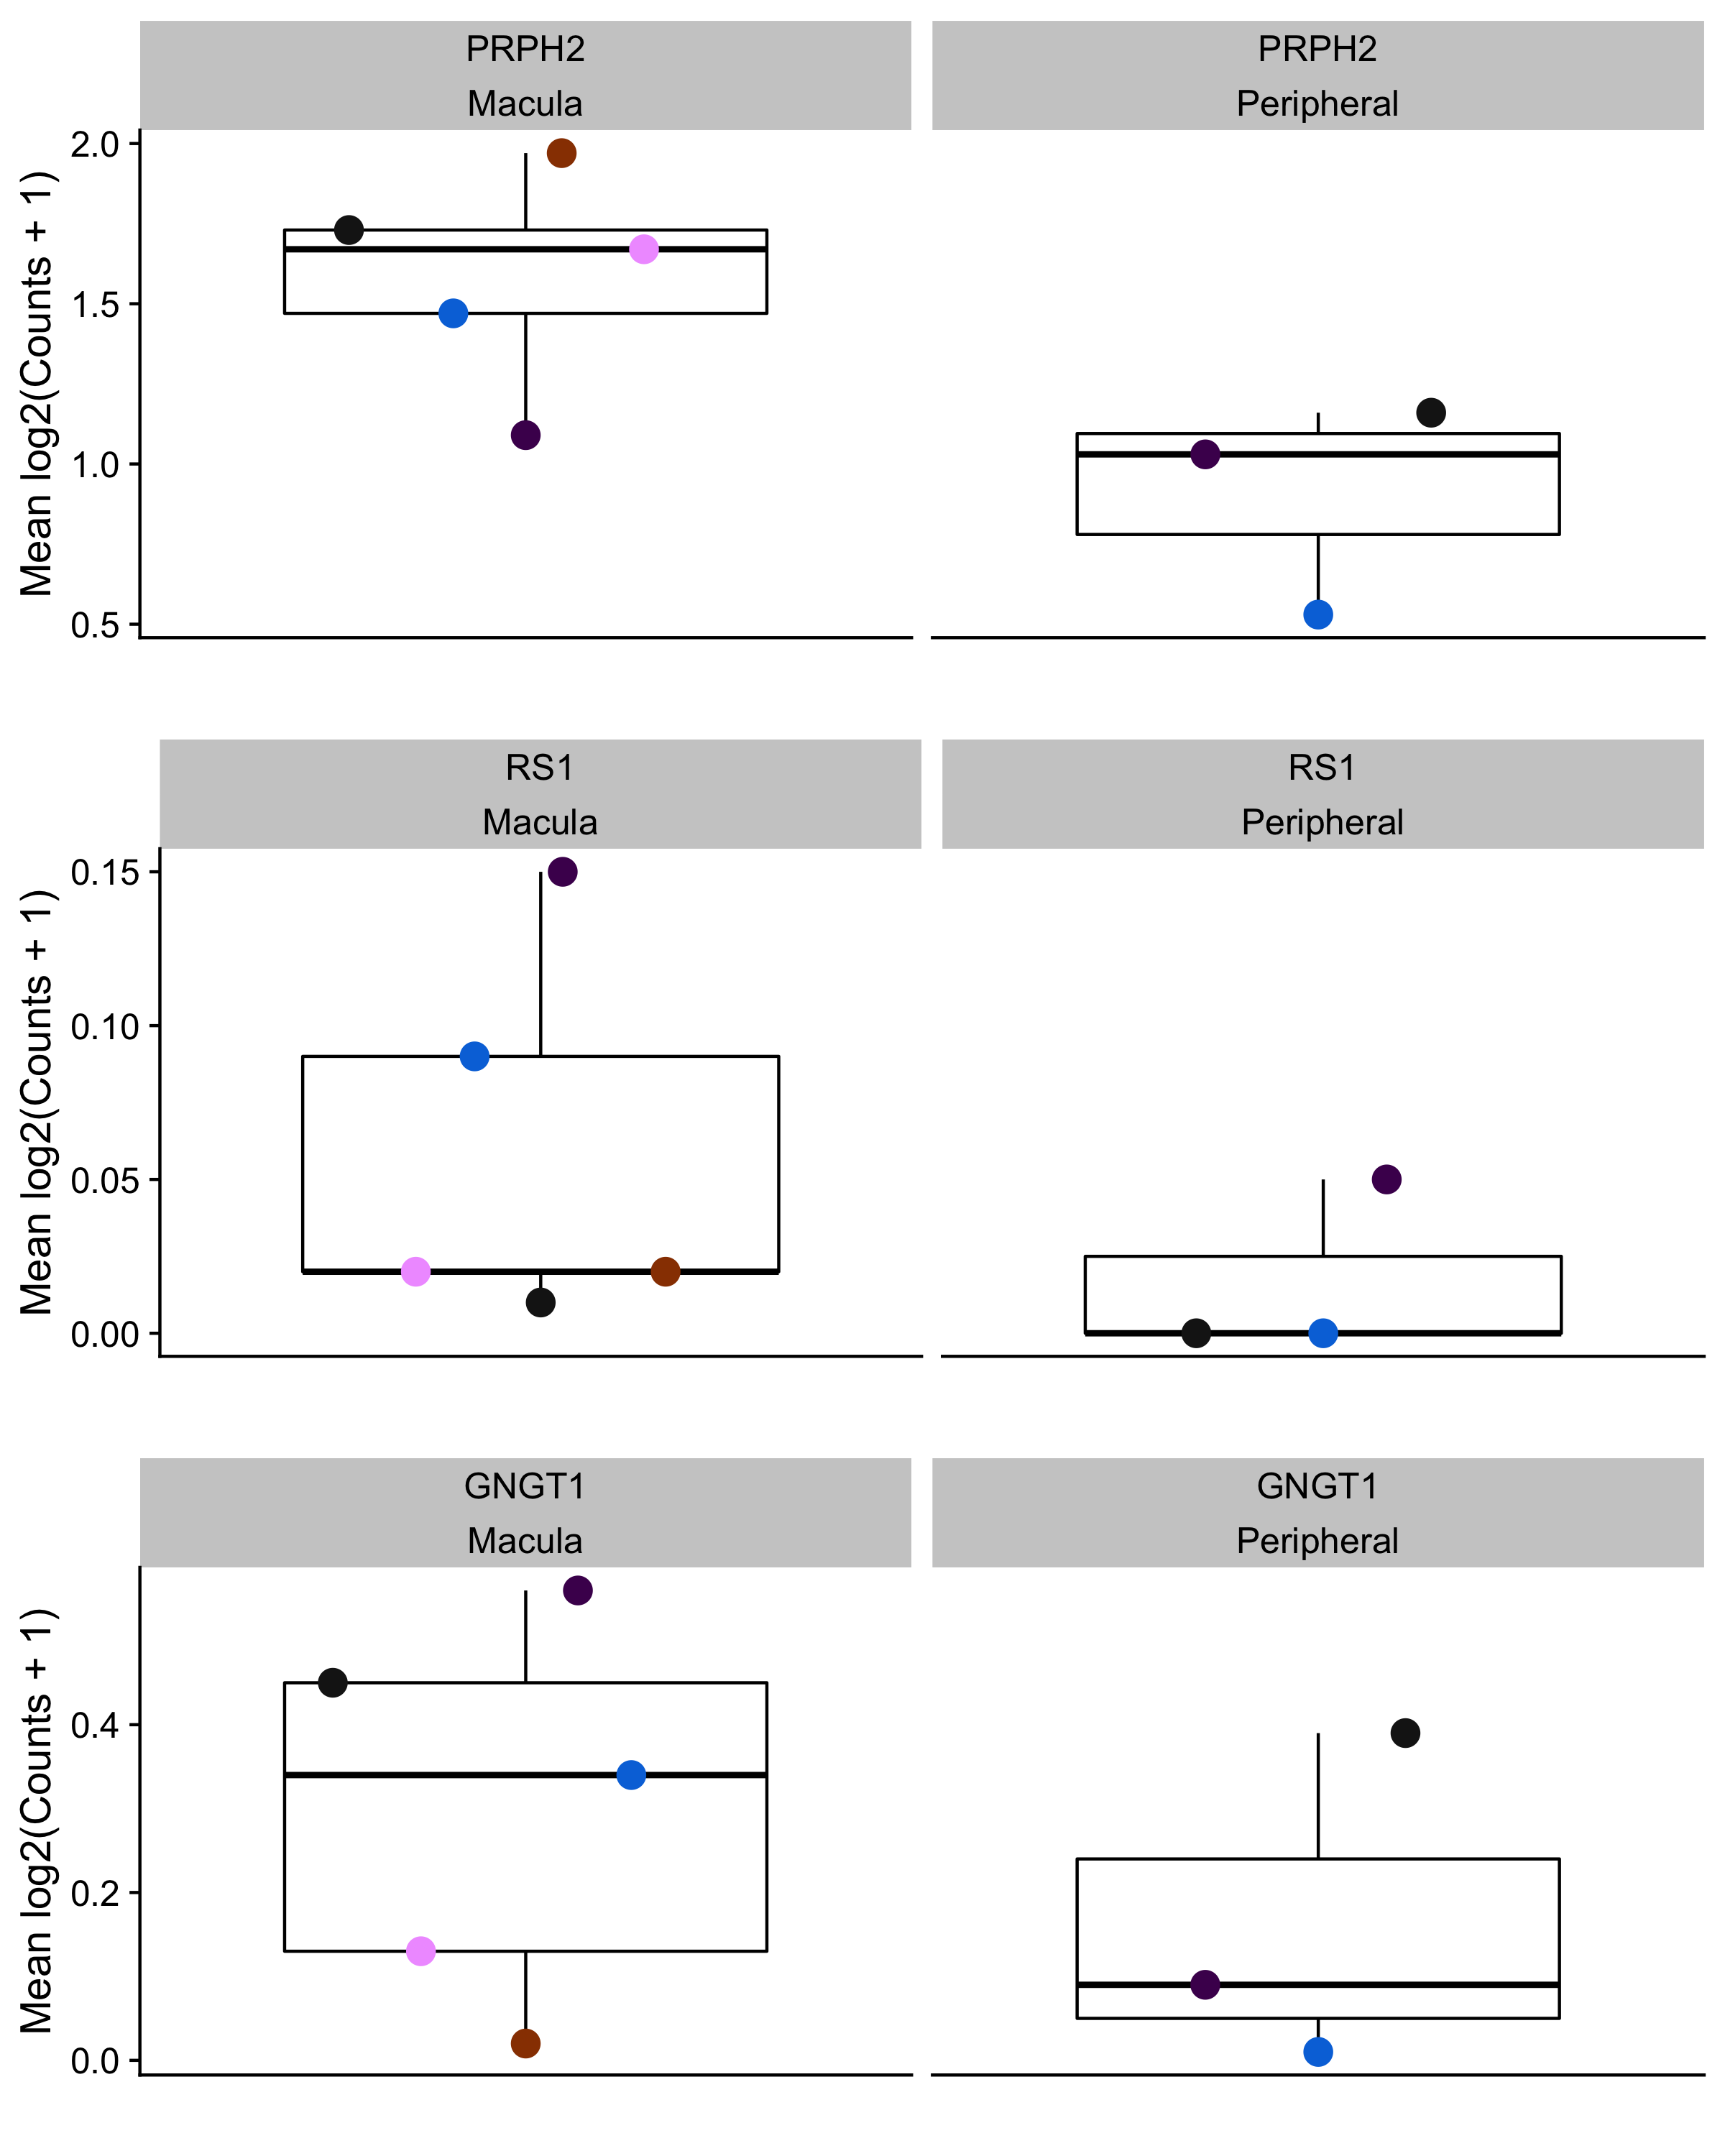 PRPH2
PRPH2
Macula
Peripheral
2.0
1.5
1.0
0.5
Mean log2(Counts + 1)
RS1
RS1
Macula
Peripheral
0.15
0.10
0.05
0.00
Mean log2(Counts + 1)
GNGT1
GNGT1
Macula
Peripheral
0.4
0.2
0.0
Mean log2(Counts + 1)